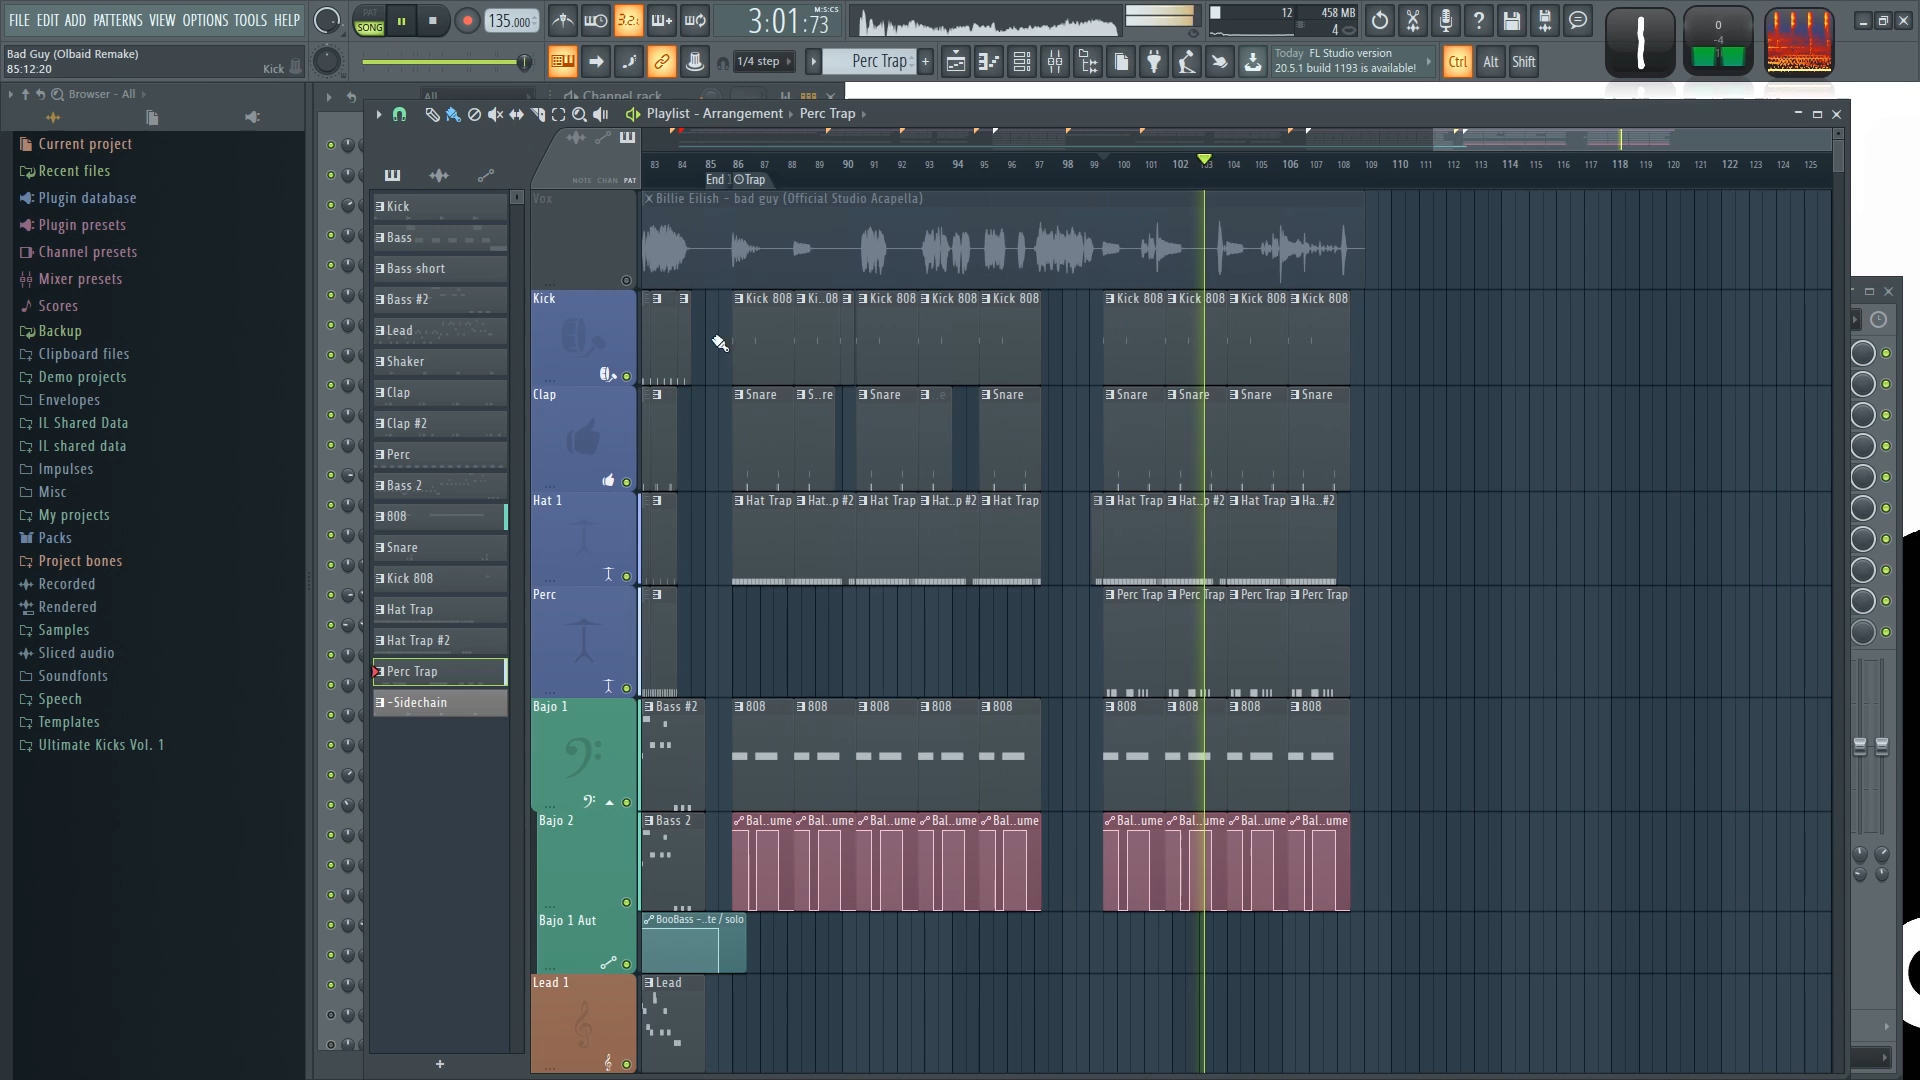 FILE EDIT ADD PATTERNS VIEW OPTIONS TOOLS HELP
PAT
SONG
135.000
3.2.
3:01:73
M:S:CS
12
458 MB
4
0
-4
Bad Guy (Olbaid Remake)
85:12:20
Kick
1/4 step
Perc Trap
+
Today FL Studio version
20.5.1 build 1193 is available!
Ctrl
Alt
Shift
Browser - All
All
Channel rack
Playlist - Arrangement
Perc Trap
Current project
Recent files
Plugin database
Plugin presets
Channel presets
Mixer presets
Scores
Backup
Clipboard files
Demo projects
Envelopes
IL Shared Data
IL shared data
Impulses
Misc
My projects
Packs
Project bones
Recorded
Rendered
Samples
Sliced audio
Soundfonts
Speech
Templates
Ultimate Kicks Vol. 1
Kick
Bass
Bass short
Bass #2
Lead
Shaker
Clap
Clap #2
Perc
Bass 2
808
Snare
Kick 808
Hat Trap
Hat Trap #2
Perc Trap
-Sidechain
+
NOTE CHAN PAT
83 84 85 86 87 88 89 90 91 92 93 94 95 96 97 98 99 100 101 102 103 104 105 106 107 108 109 110 111 112 113 114 115 116 117 118 119 120 121 122 123 124 125
End Trap
Vox
Billie Eilish - bad guy (Official Studio Acapella)
Kick
Kick 808 Ki..08 Kick 808 Kick 808 Kick 808 Kick 808 Kick 808 Kick 808 Kick 808
Clap
Snare S..re Snare ..e Snare Snare Snare Snare Snare
Hat 1
Hat Trap Hat..p #2 Hat Trap Hat..p #2 Hat Trap Hat Trap Hat..p #2 Hat Trap Ha..#2
Perc
Perc Trap Perc Trap Perc Trap Perc Trap
Bajo 1
Bass #2 808 808 808 808 808 808 808 808 808
Bajo 2
Bass 2 Bal..ume Bal..ume Bal..ume Bal..ume Bal..ume Bal..ume Bal..ume Bal..ume Bal..ume
Bajo 1 Aut
BooBass -..te / solo
Lead 1
Lead